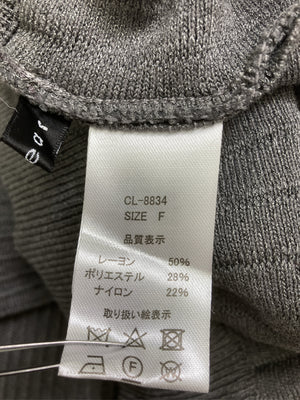 ear
CL-8834
SIZE F
品質表示
レーヨン 50%
ポリエステル 28%
ナイロン 22%
取り扱い絵表示
F